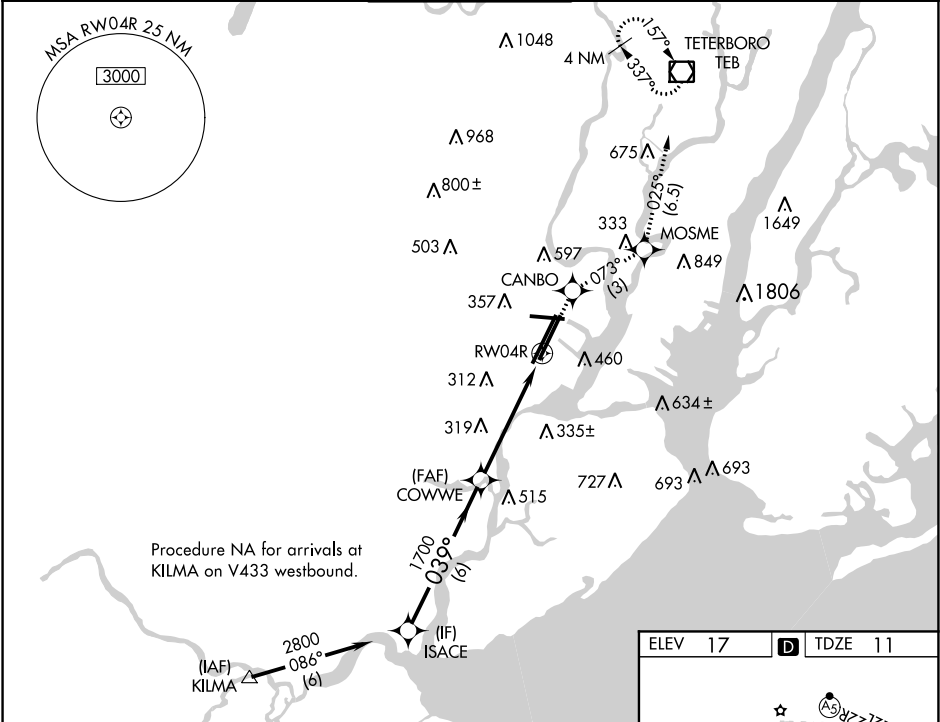 MSA RW04R 25 NM
3000
1048
157°
TETERBORO
TEB
4 NM
337°
968
675
800±
025°
(6.5)
1649
333
MOSME
503
597
849
CANBO
073°
(3)
357
1806
RW04R
460
312
634±
319
335±
(FAF)
COWWE
693
693
727
515
Procedure NA for arrivals at
KILMA on V433 westbound.
1700
039°
(6)
(IF)
ISACE
2800
086°
(6)
(IAF)
KILMA
ELEV 17 D TDZE 11
A5